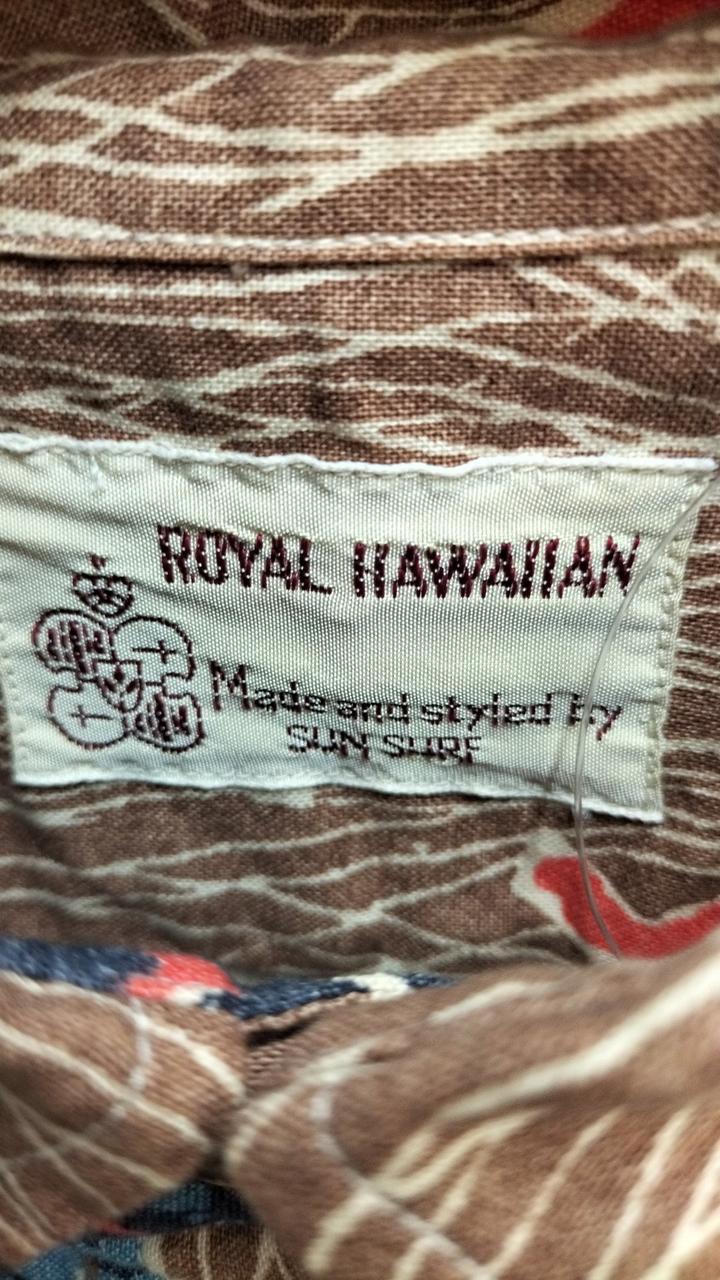 ROYAL HAWAIIAN
Made and styled by
SUN SURF